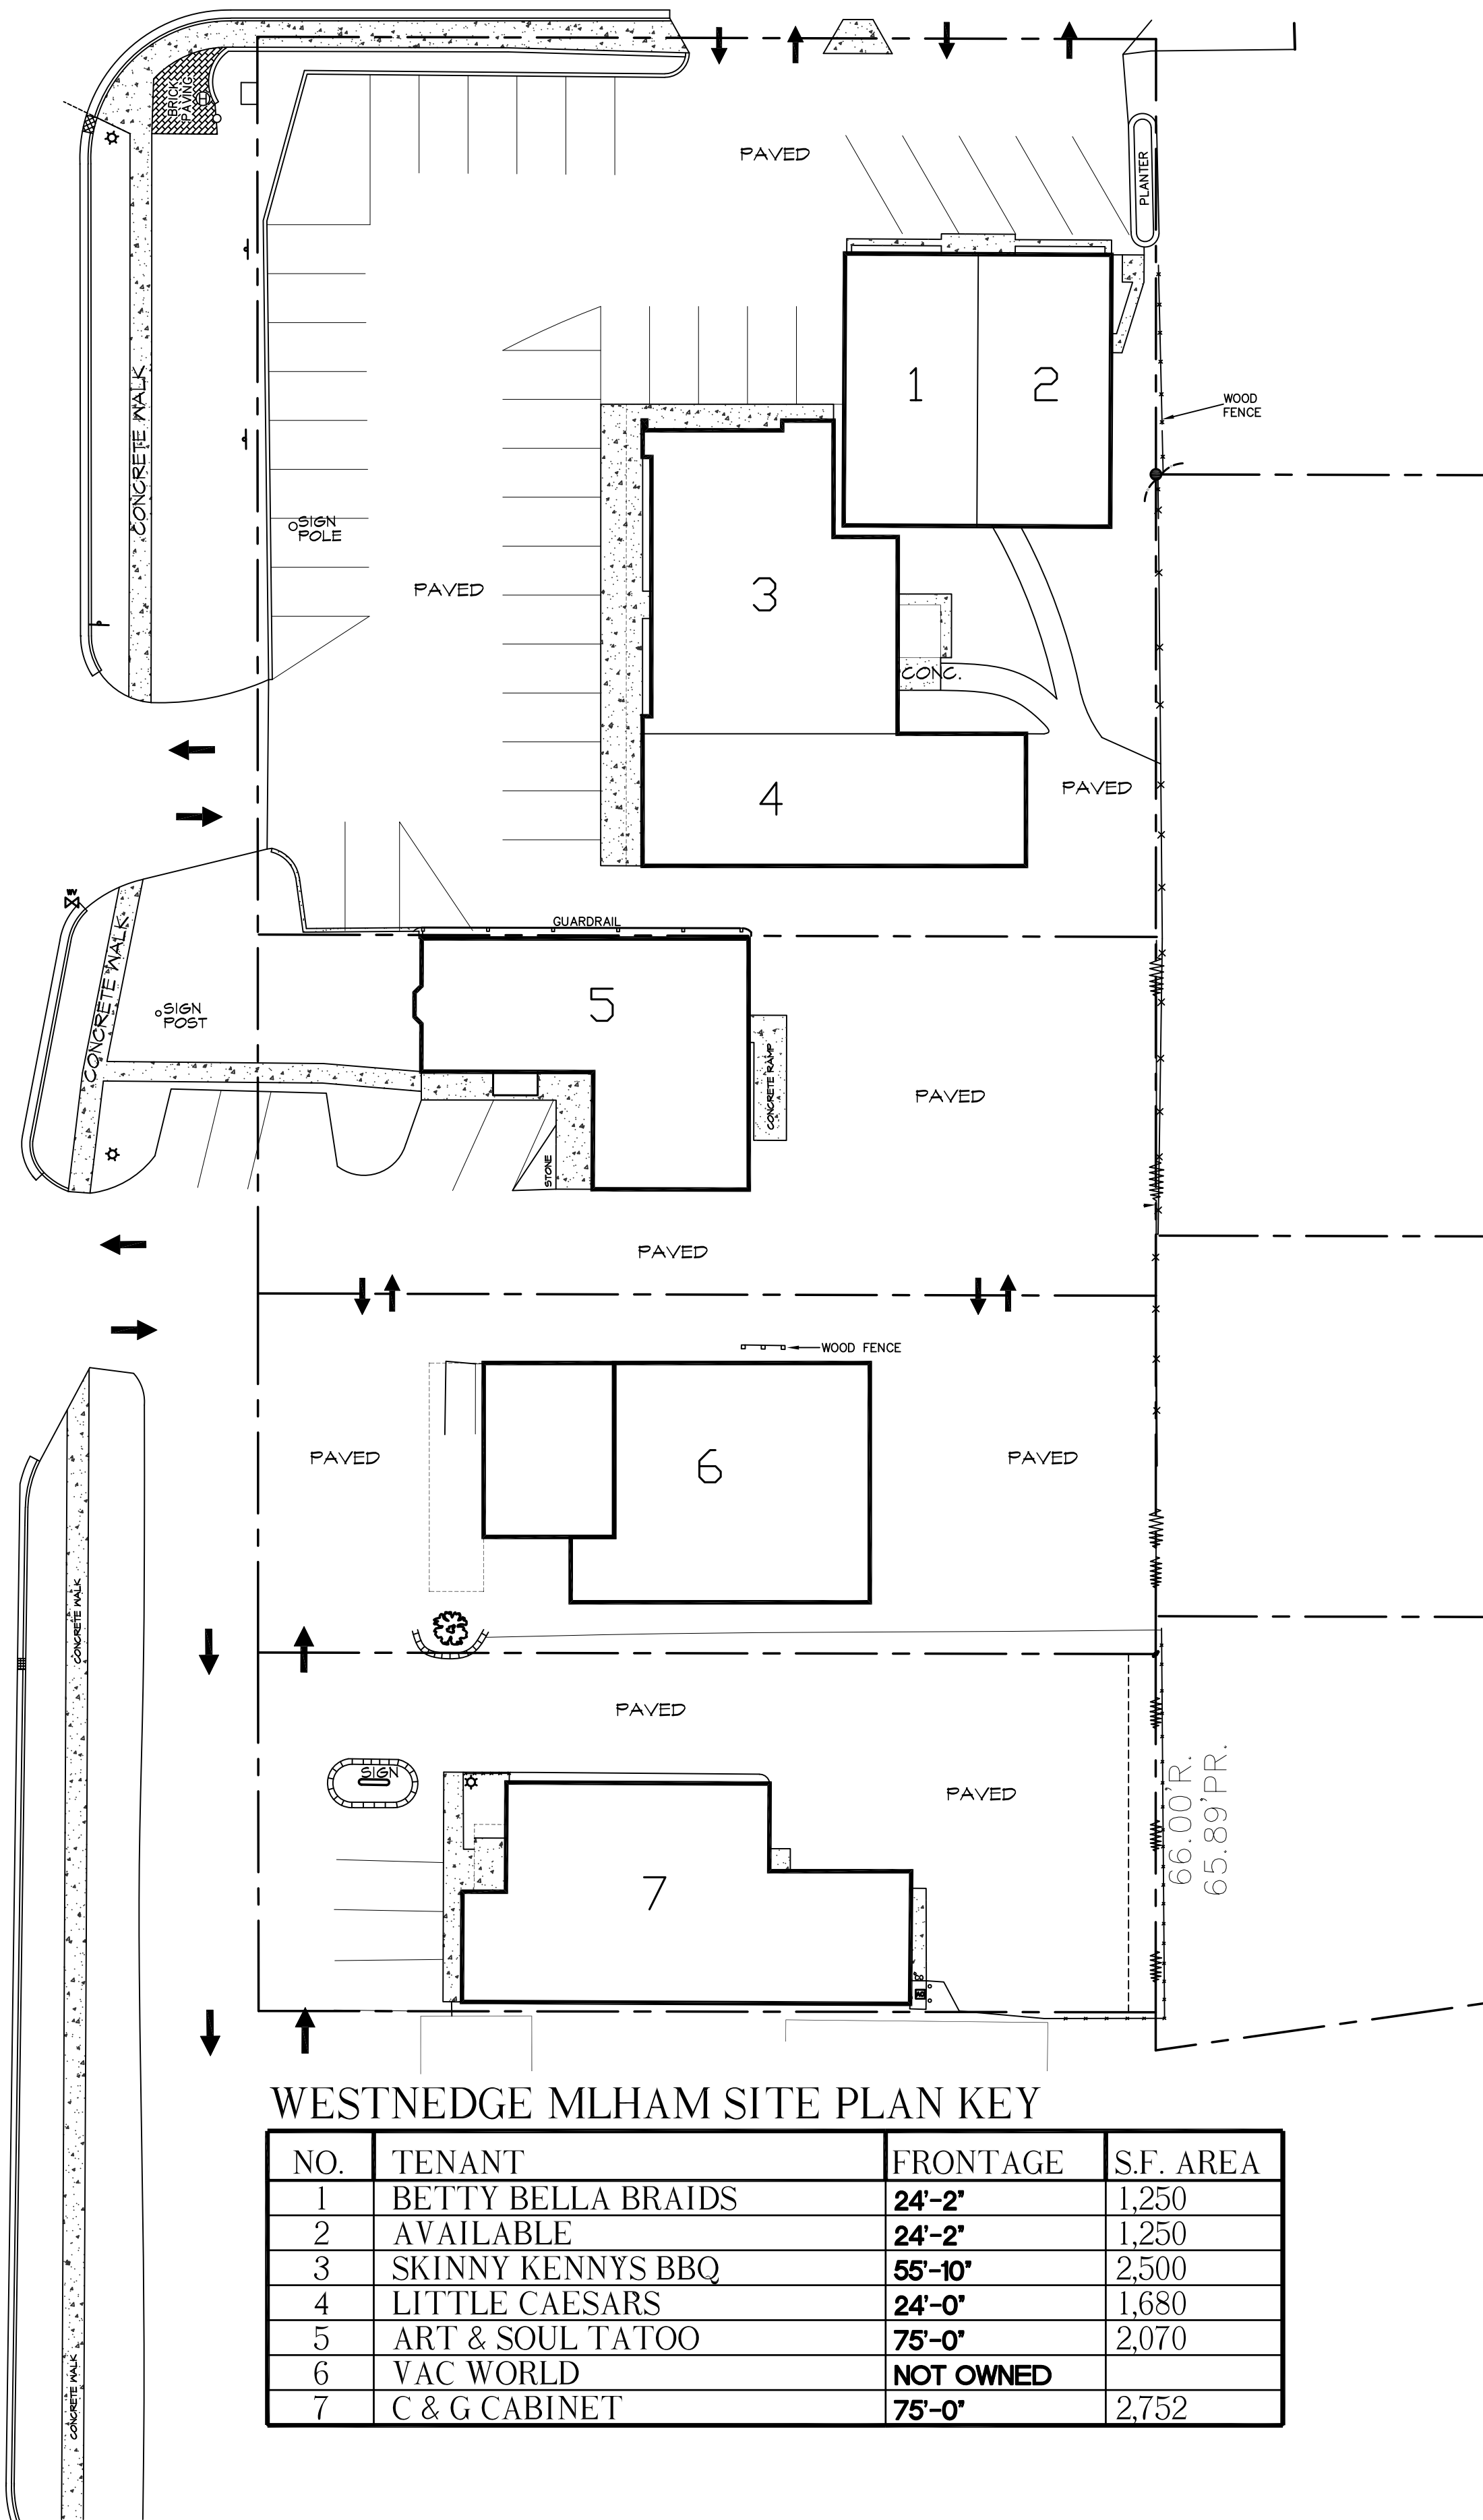 BRICK
PAVING
PAVED
PLANTER
CONCRETE WALK
1
2
WOOD
FENCE
SIGN
POLE
PAVED
3
CONC.
4
PAVED
WV
GUARDRAIL
CONCRETE WALK
SIGN
POST
5
CONCRETE RAMP
PAVED
STONE
PAVED
WOOD FENCE
PAVED
6
PAVED
CONCRETE WALK
PAVED
SIGN
PAVED
66.00'R.
65.89'PR.
7
WESTNEDGE MLHAM SITE PLAN KEY
NO. TENANT FRONTAGE S.F. AREA
1 BETTY BELLA BRAIDS 24'-2" 1,250
2 AVAILABLE 24'-2" 1,250
3 SKINNY KENNYS BBQ 55'-10" 2,500
4 LITTLE CAESARS 24'-0" 1,680
5 ART & SOUL TATOO 75'-0" 2,070
6 VAC WORLD NOT OWNED
7 C & G CABINET 75'-0" 2,752
CONCRETE WALK